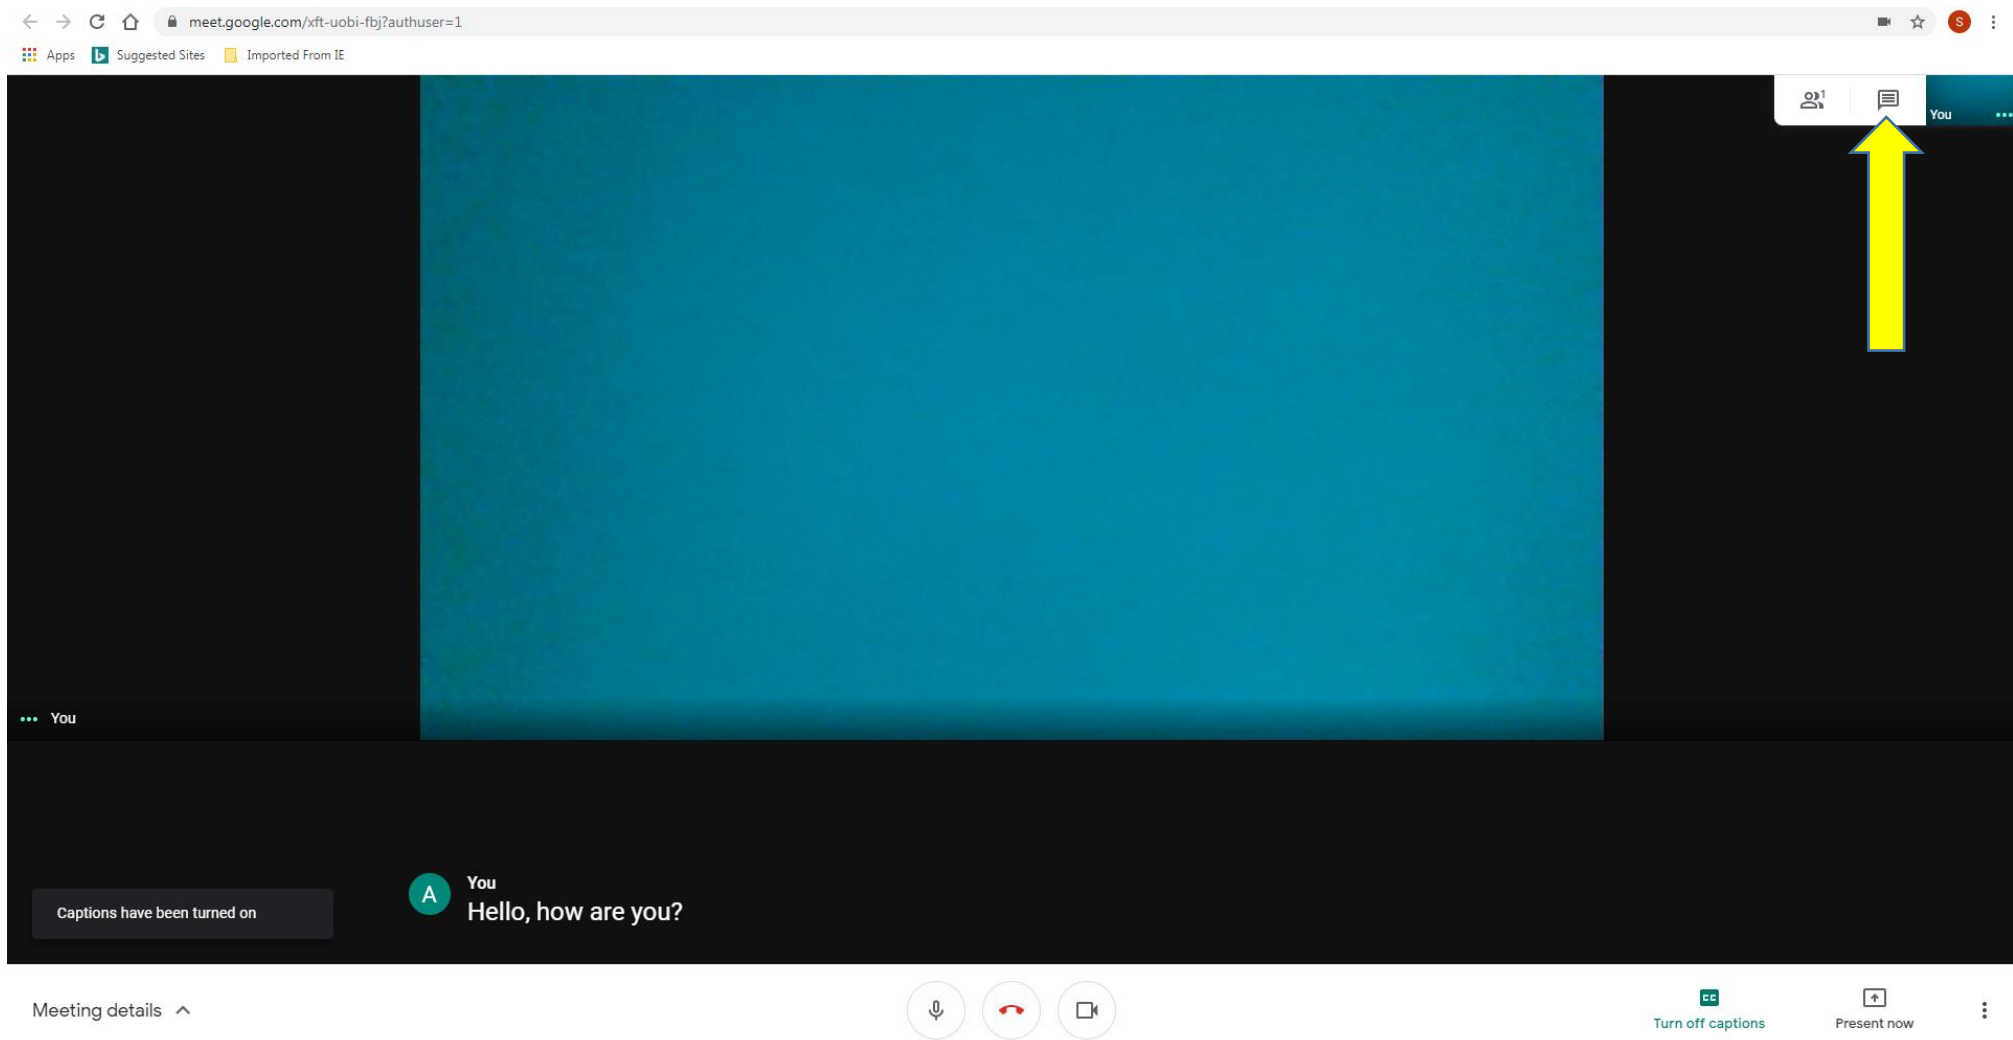 meet.google.com/xft-uobi-fbj?authuser=1
S
Apps Suggested Sites Imported From IE
1
You
You
You
A
Hello, how are you?
Captions have been turned on
Meeting details
Turn off captions
Present now